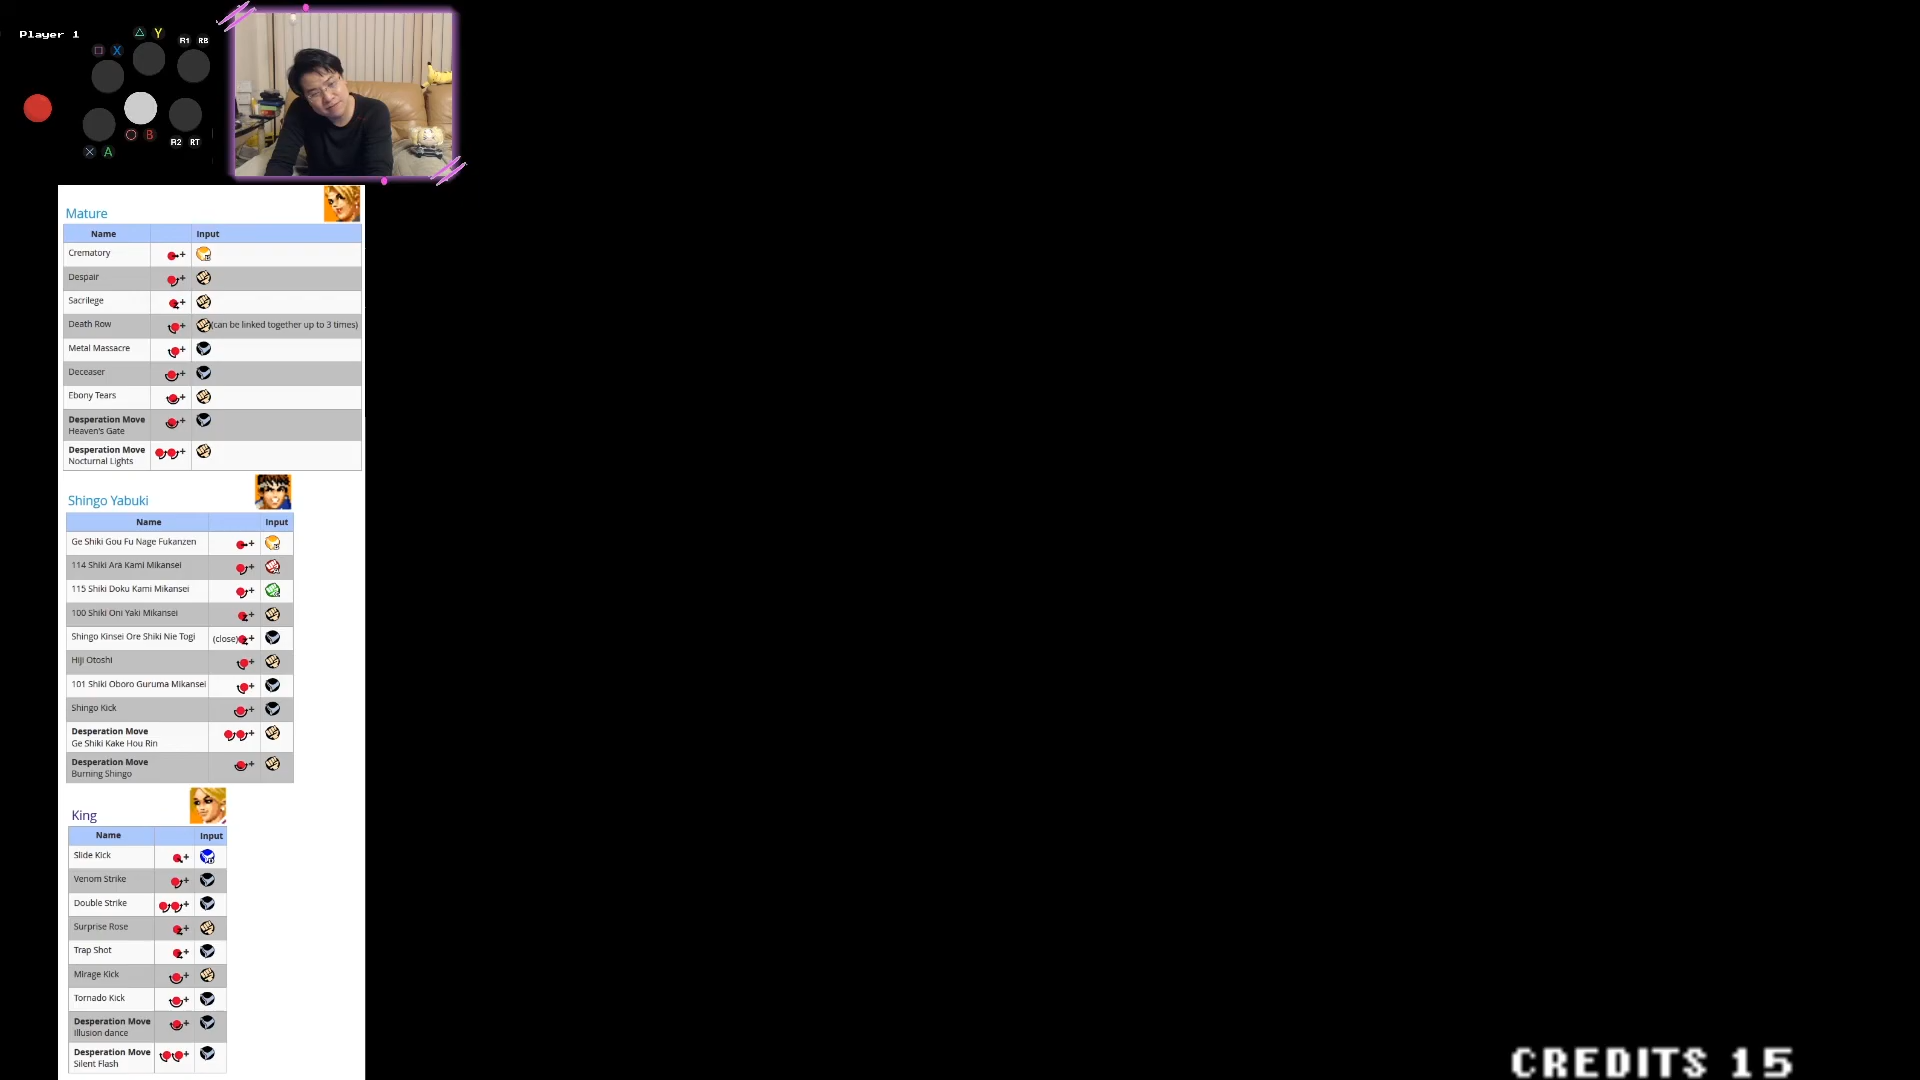 Player 1
△ Y
R1 RB
□ X
○ B
R2 RT
× A
Mature
Name Input
Crematory +
Despair +
Sacrilege +
Death Row + (can be linked together up to 3 times)
Metal Massacre +
Deceaser +
Ebony Tears +
Desperation Move
Heaven's Gate +
Desperation Move
Nocturnal Lights +
Shingo Yabuki
Name Input
Ge Shiki Gou Fu Nage Fukanzen +
114 Shiki Ara Kami Mikansei +
115 Shiki Doku Kami Mikansei +
100 Shiki Oni Yaki Mikansei +
Shingo Kinsei Ore Shiki Nie Togi (close) +
Hiji Otoshi +
101 Shiki Oboro Guruma Mikansei +
Shingo Kick +
Desperation Move
Ge Shiki Kake Hou Rin +
Desperation Move
Burning Shingo +
King
Name Input
Slide Kick +
Venom Strike +
Double Strike +
Surprise Rose +
Trap Shot +
Mirage Kick +
Tornado Kick +
Desperation Move
Illusion dance +
Desperation Move
Silent Flash +
CREDITS 15